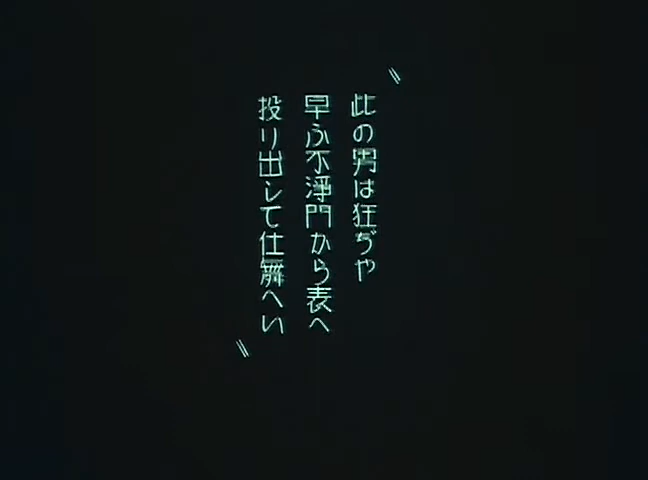 〝此の男は狂ぢや
早ふ不淨門から表へ
投り出して仕舞へい〟